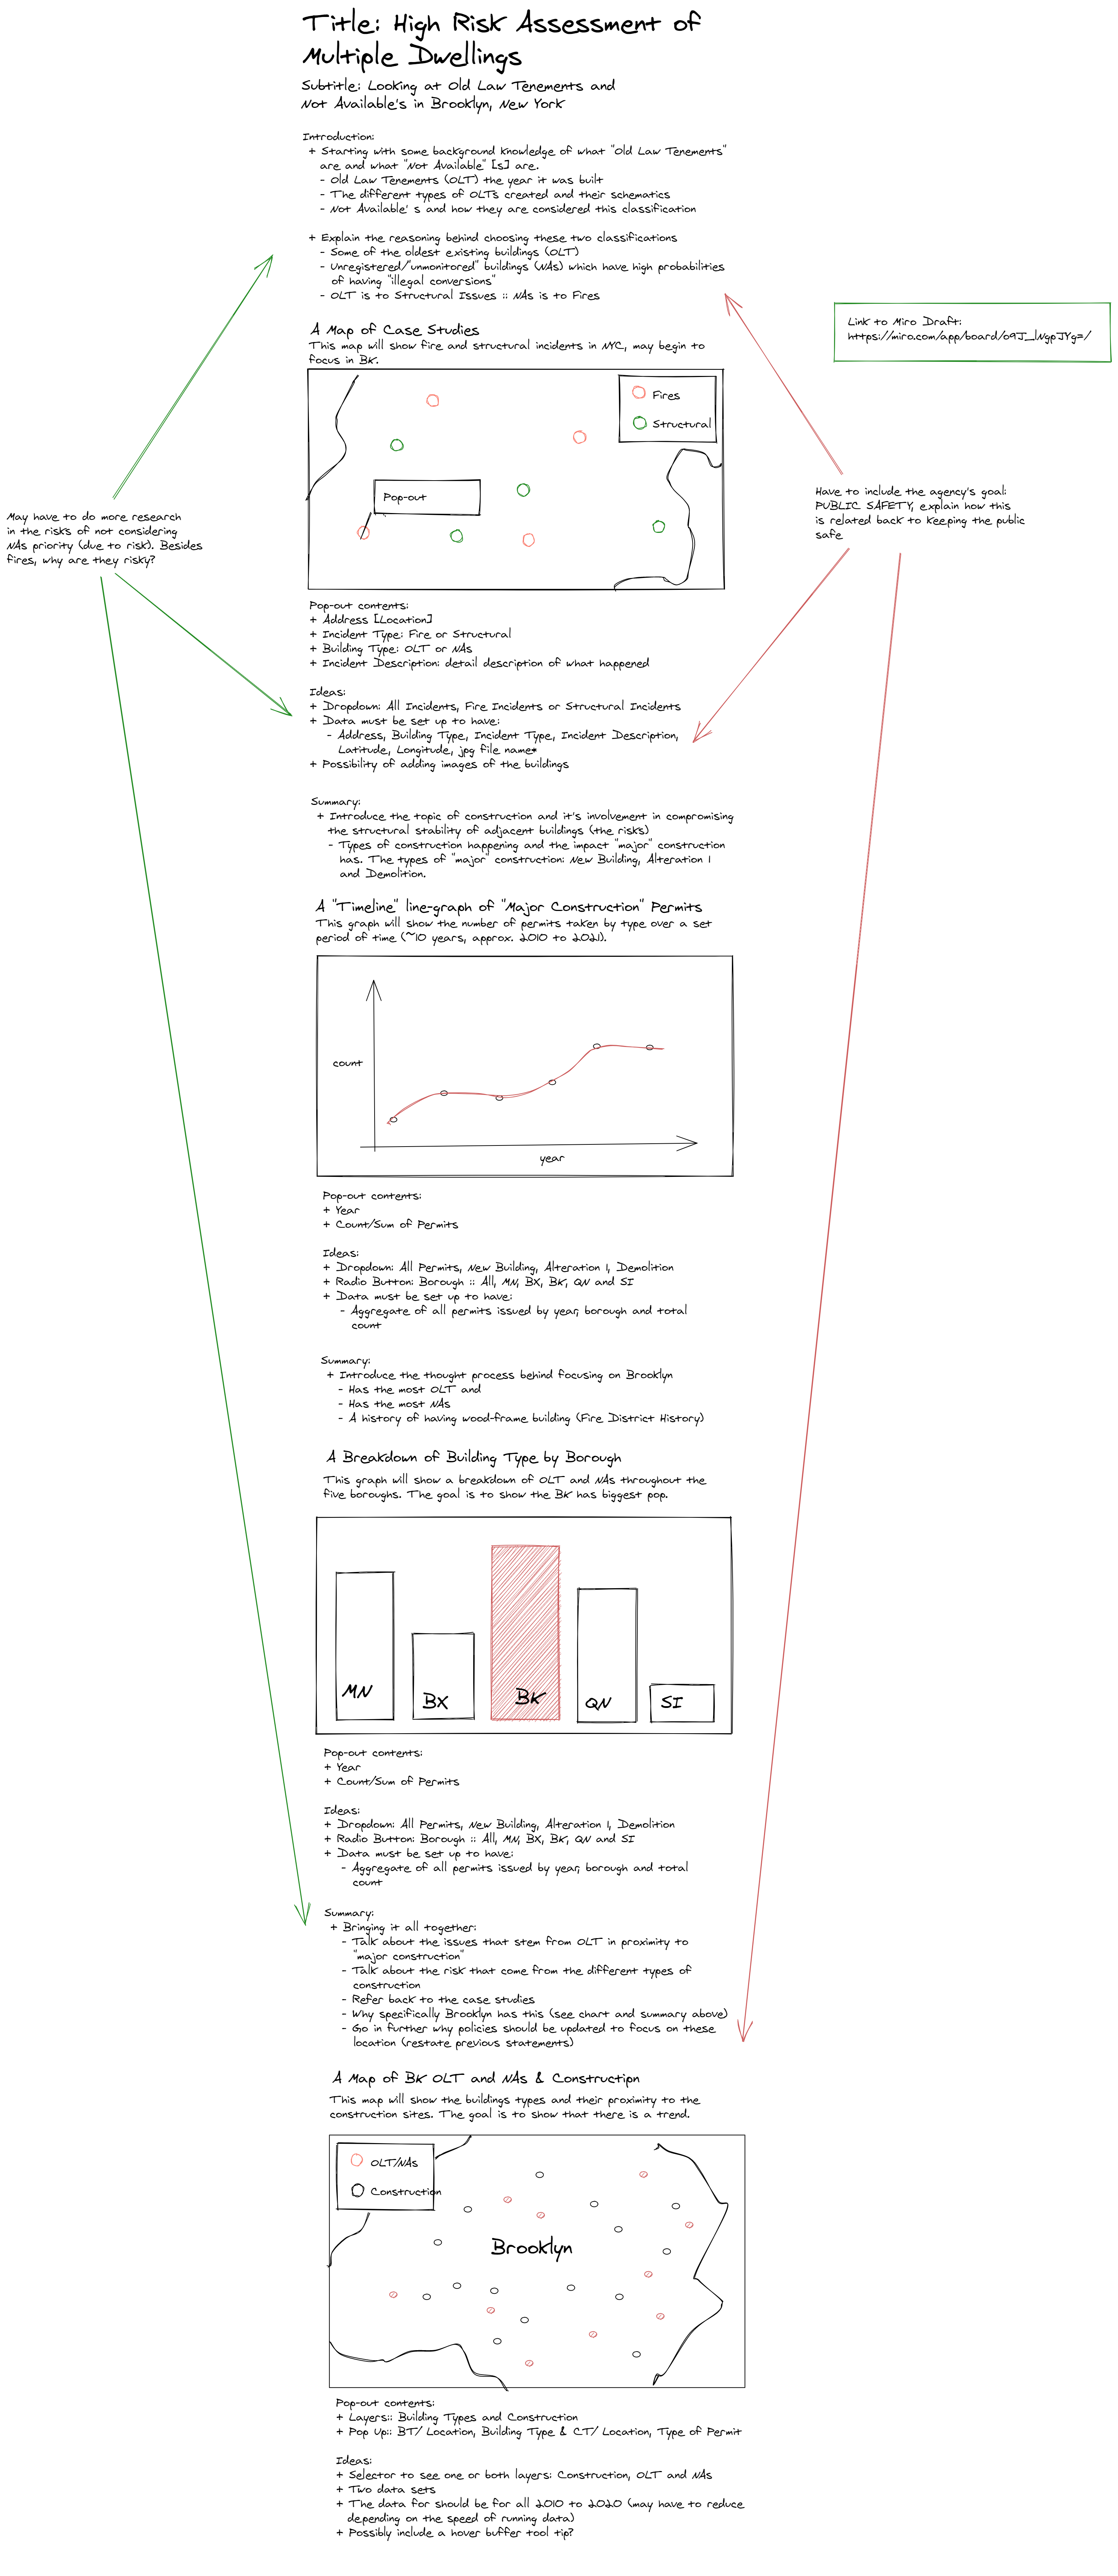 Title: High Risk Assessment of
Multiple Dwellings
Subtitle: Looking at Old Law Tenements and
Not Available's in Brooklyn, New York
Introduction:
+ Starting with some background knowledge of what "Old Law Tenements"
are and what "Not Available" [s] are.
- Old Law Tenements (OLT) the year it was built
- The different types of OLTs created and their schematics
- Not Available' s and how they are considered this classification
+ Explain the reasoning behind choosing these two classifications
- Some of the oldest existing buildings (OLT)
- Unregistered/"unmonitored" buildings (NAs) which have high probabilities
of having "illegal conversions"
- OLT is to Structural Issues :: NAs is to Fires
Link to Miro Draft:
https://miro.com/app/board/o9J_lNgpJYg=/
A Map of Case Studies
This map will show fire and structural incidents in NYC, may begin to
focus in BK.
Fires
Structural
Pop-out
May have to do more research
in the risks of not considering
NAs priority (due to risk). Besides
fires, why are they risky?
Have to include the agency's goal:
PUBLIC SAFETY, explain how this
is related back to keeping the public
safe
Pop-out contents:
+ Address [Location]
+ Incident Type: Fire or Structural
+ Building Type: OLT or NAs
+ Incident Description: detail description of what happened
Ideas:
+ Dropdown: All Incidents, Fire Incidents or Structural Incidents
+ Data must be set up to have:
- Address, Building Type, Incident Type, Incident Description,
Latitude, Longitude, jpg file name*
+ Possibility of adding images of the buildings
Summary:
+ Introduce the topic of construction and it's involvement in compromising
the structural stability of adjacent buildings (the risks)
- Types of construction happening and the impact "major" construction
has. The types of "major" construction: New Building, Alteration 1
and Demolition.
A "Timeline" line-graph of "Major Construction" Permits
This graph will show the number of permits taken by type over a set
period of time (~10 years, approx. 2010 to 2021).
count
year
Pop-out contents:
+ Year
+ Count/Sum of Permits
Ideas:
+ Dropdown: All Permits, New Building, Alteration 1, Demolition
+ Radio Button: Borough :: All, MN, BX, BK, QN and SI
+ Data must be set up to have:
- Aggregate of all permits issued by year, borough and total
count
Summary:
+ Introduce the thought process behind focusing on Brooklyn
- Has the most OLT and
- Has the most NAs
- A history of having wood-frame building (Fire District History)
A Breakdown of Building Type by Borough
This graph will show a breakdown of OLT and NAs throughout the
five boroughs. The goal is to show the BK has biggest pop.
MN
BX
BK
QN
SI
Pop-out contents:
+ Year
+ Count/Sum of Permits
Ideas:
+ Dropdown: All Permits, New Building, Alteration 1, Demolition
+ Radio Button: Borough :: All, MN, BX, BK, QN and SI
+ Data must be set up to have:
- Aggregate of all permits issued by year, borough and total
count
Summary:
+ Bringing it all together:
- Talk about the issues that stem from OLT in proximity to
"major construction"
- Talk about the risk that come from the different types of
construction
- Refer back to the case studies
- Why specifically Brooklyn has this (see chart and summary above)
- Go in further why policies should be updated to focus on these
location (restate previous statements)
A Map of BK OLT and NAs & Construction
This map will show the buildings types and their proximity to the
construction sites. The goal is to show that there is a trend.
OLT/NAs
Construction
Brooklyn
Pop-out contents:
+ Layers:: Building Types and Construction
+ Pop Up:: BT/ Location, Building Type & CT/ Location, Type of Permit
Ideas:
+ Selector to see one or both layers: Construction, OLT and NAs
+ Two data sets
+ The data for should be for all 2010 to 2020 (may have to reduce
depending on the speed of running data)
+ Possibly include a hover buffer tool tip?